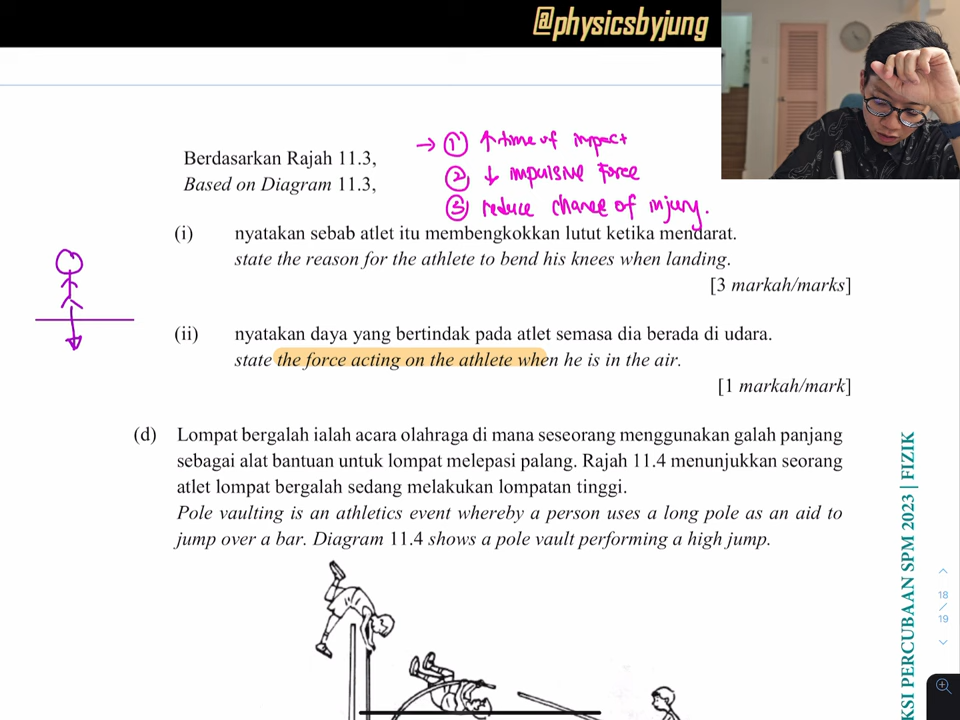 @physicsbyjung
Berdasarkan Rajah 11.3,
Based on Diagram 11.3,
→ ① ↑ time of impact
② ↓ impulsive force
③ reduce chance of injury.
(i) nyatakan sebab atlet itu membengkokkan lutut ketika mendarat.
state the reason for the athlete to bend his knees when landing.
[3 markah/marks]
(ii) nyatakan daya yang bertindak pada atlet semasa dia berada di udara.
state the force acting on the athlete when he is in the air.
[1 markah/mark]
(d) Lompat bergalah ialah acara olahraga di mana seseorang menggunakan galah panjang
sebagai alat bantuan untuk lompat melepasi palang. Rajah 11.4 menunjukkan seorang
atlet lompat bergalah sedang melakukan lompatan tinggi.
Pole vaulting is an athletics event whereby a person uses a long pole as an aid to
jump over a bar. Diagram 11.4 shows a pole vault performing a high jump.
KSI PERCUBAAN SPM 2023 | FIZIK
18
/
19